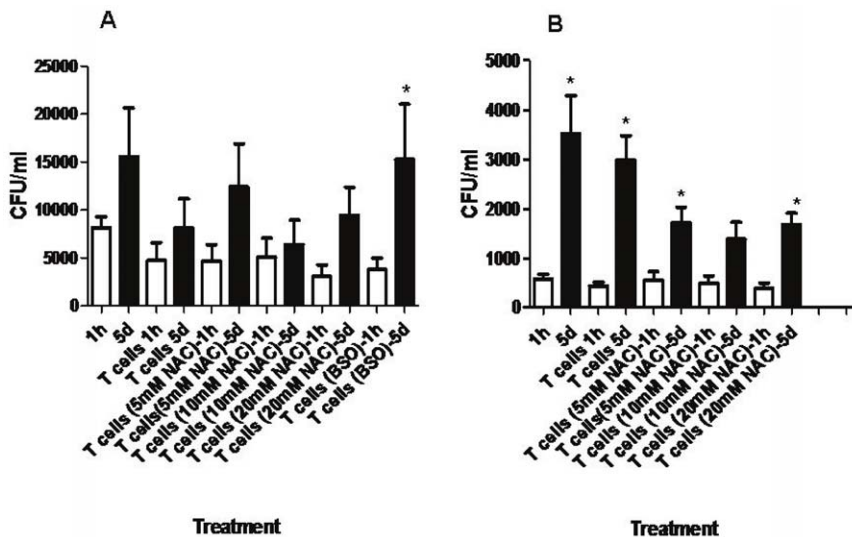 A
25000
20000
15000
10000
5000
0
CFU/ml
*
1h
5d
T cells 1h
T cells 5d
T cells (5mM NAC)-1h
T cells(5mM NAC)-5d
T cells (10mM NAC)-1h
T cells (10mM NAC)-5d
T cells (20mM NAC)-1h
T cells (20mM NAC)-5d
T cells (BSO)-1h
T cells (BSO)-5d
Treatment
B
5000
4000
3000
2000
1000
0
CFU/ml
*
*
*
*
1h
5d
T cells 1h
T cells 5d
T cells (5mM NAC)-1h
T cells(5mM NAC)-5d
T cells (10mM NAC)-1h
T cells (10mM NAC)-5d
T cells (20mM NAC)-1h
T cells (20mM NAC)-5d
Treatment